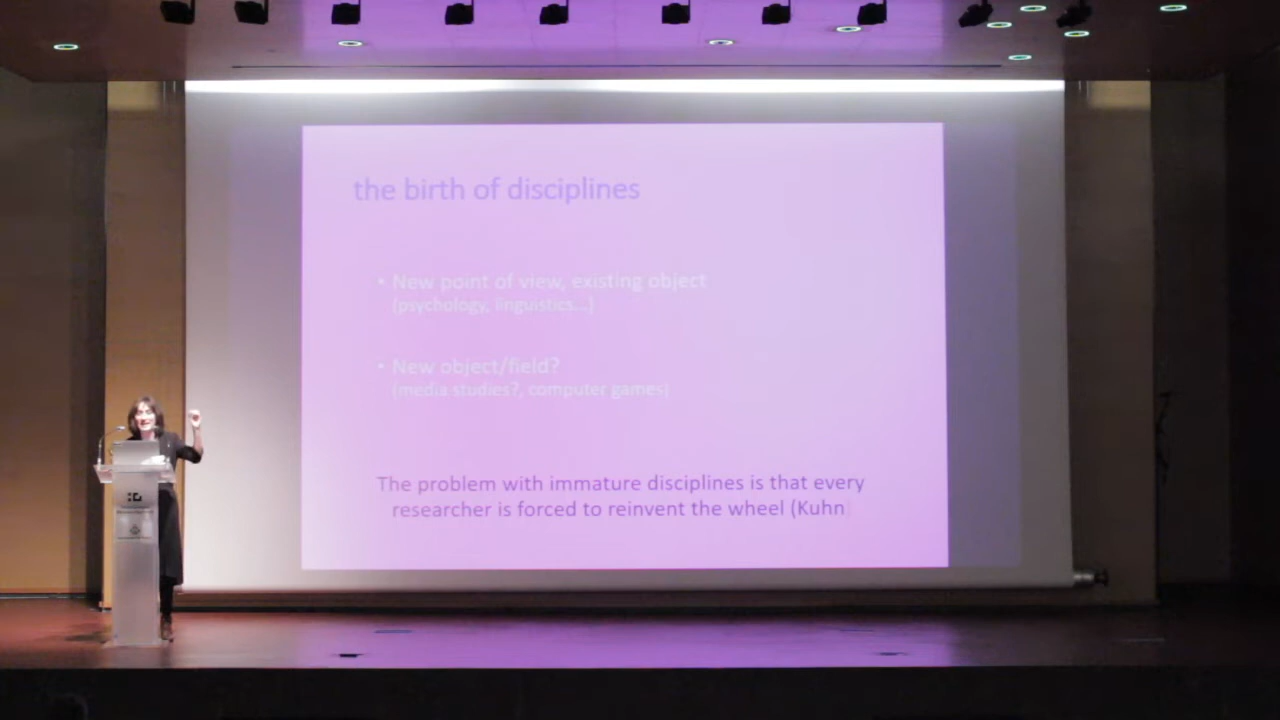 the birth of disciplines
• New point of view, existing object
(psychology, linguistics...)
• New object/field?
(media studies?, computer games)
The problem with immature disciplines is that every
researcher is forced to reinvent the wheel (Kuhn